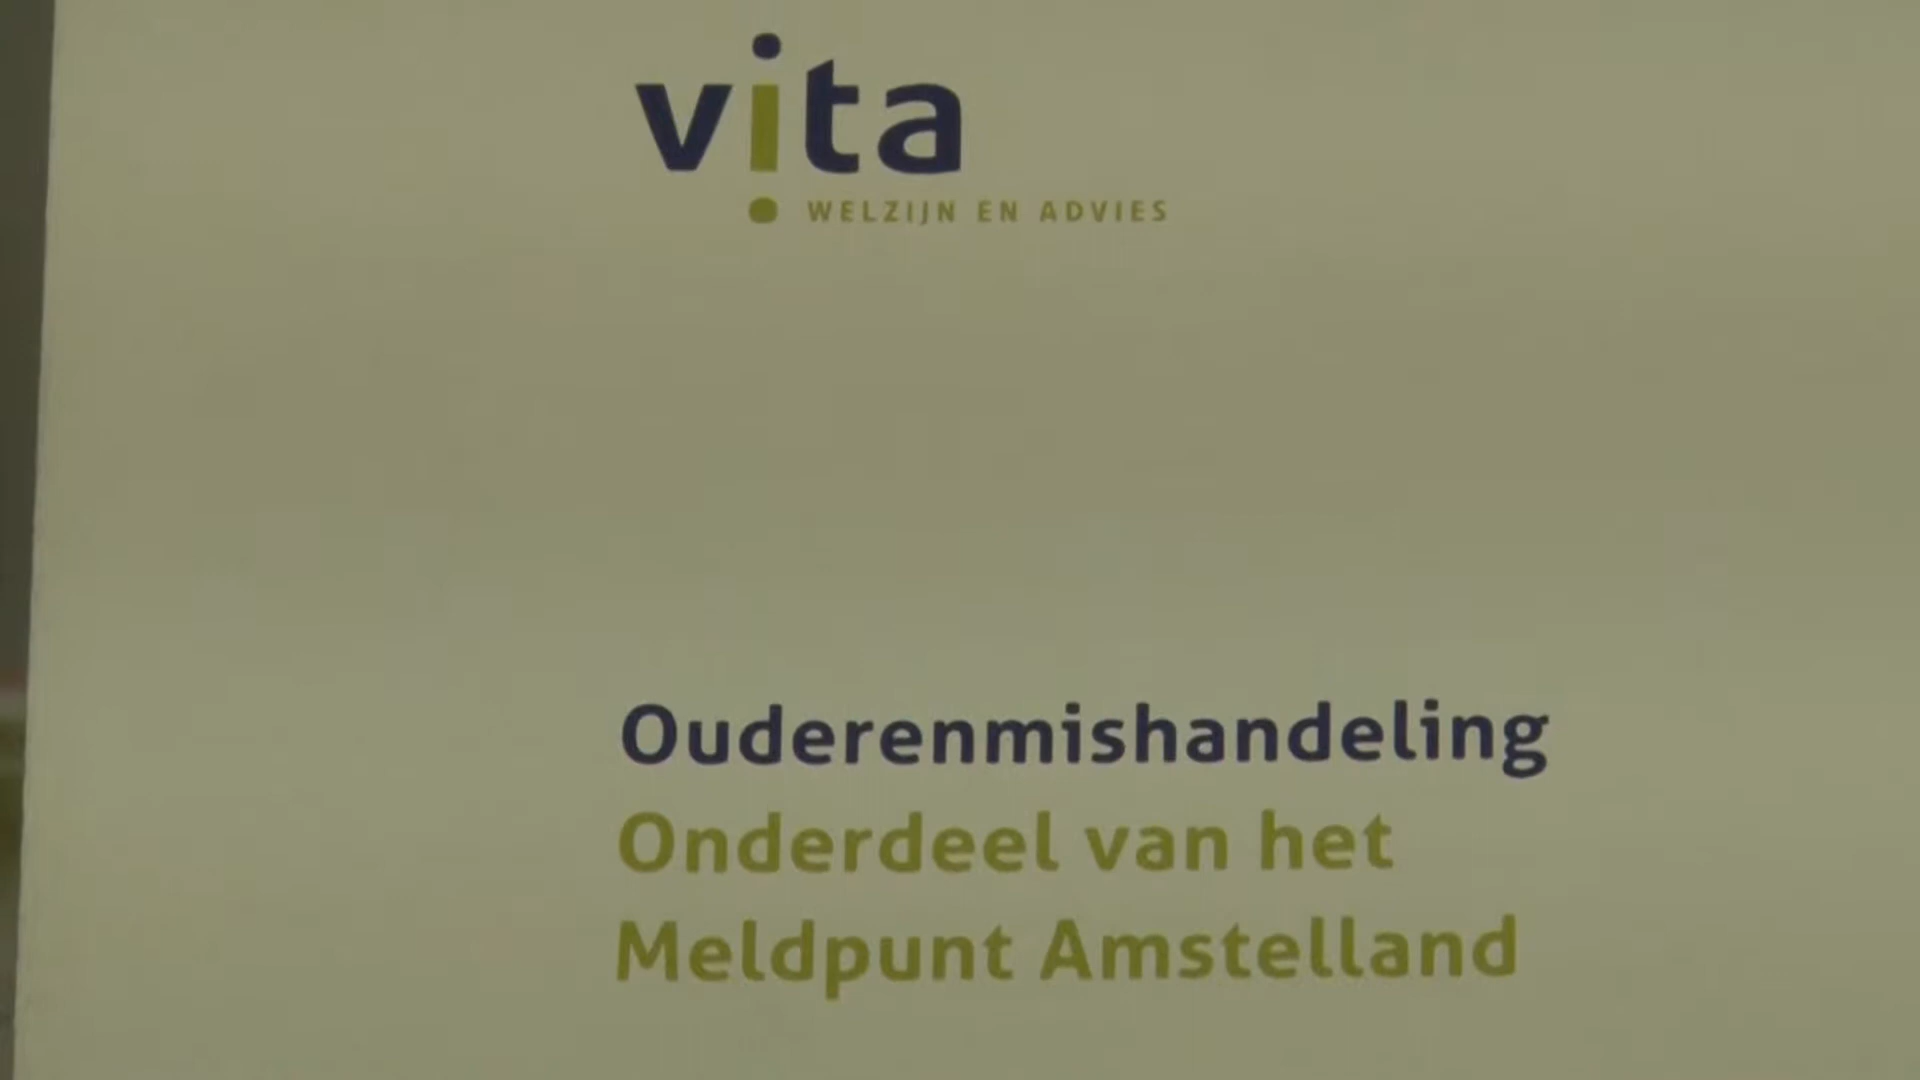 vita
WELZIJN EN ADVIES
Ouderenmishandeling
Onderdeel van het
Meldpunt Amstelland